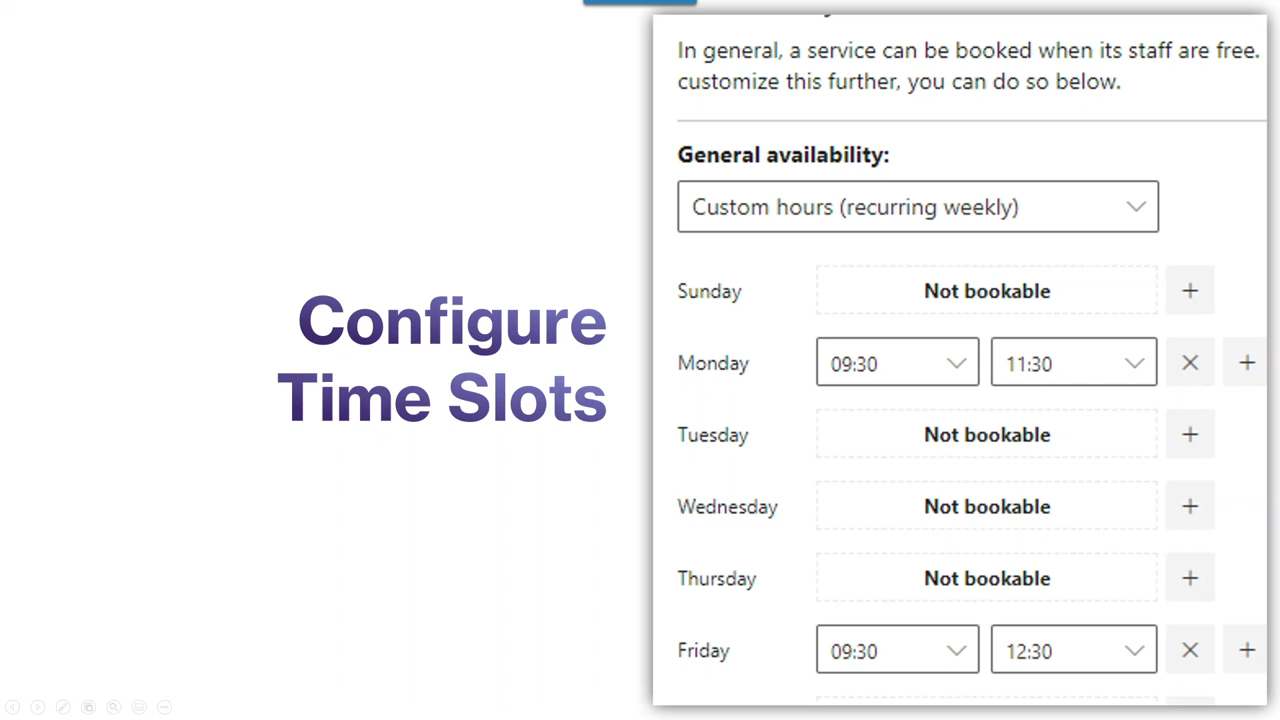 Configure
Time Slots
In general, a service can be booked when its staff are free.
customize this further, you can do so below.
General availability:
Custom hours (recurring weekly)
Sunday Not bookable +
Monday 09:30 11:30 × +
Tuesday Not bookable +
Wednesday Not bookable +
Thursday Not bookable +
Friday 09:30 12:30 × +